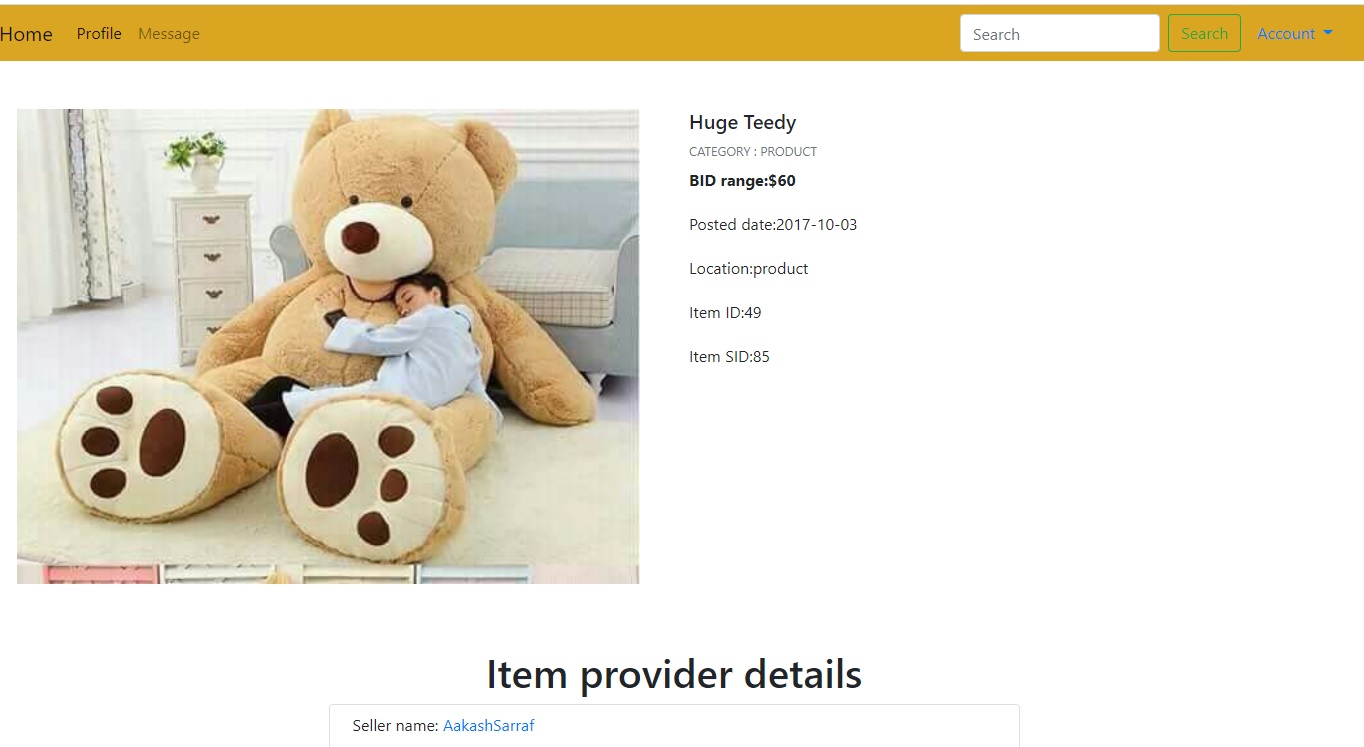 Home Profile Message Search Search Account
Huge Teedy
CATEGORY : PRODUCT
BID range:$60
Posted date:2017-10-03
Location:product
Item ID:49
Item SID:85
Item provider details
Seller name: AakashSarraf